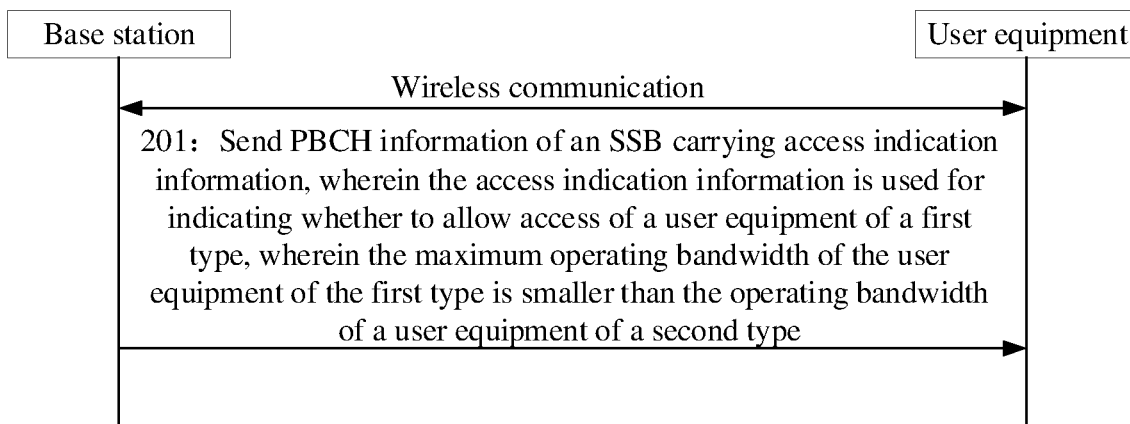 Base station
User equipment
Wireless communication
201: Send PBCH information of an SSB carrying access indication
information, wherein the access indication information is used for
indicating whether to allow access of a user equipment of a first
type, wherein the maximum operating bandwidth of the user
equipment of the first type is smaller than the operating bandwidth
of a user equipment of a second type